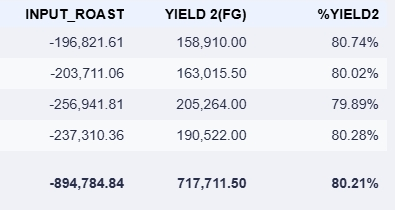 INPUT_ROAST YIELD 2(FG) %YIELD2
-196,821.61 158,910.00 80.74%
-203,711.06 163,015.50 80.02%
-256,941.81 205,264.00 79.89%
-237,310.36 190,522.00 80.28%
-894,784.84 717,711.50 80.21%